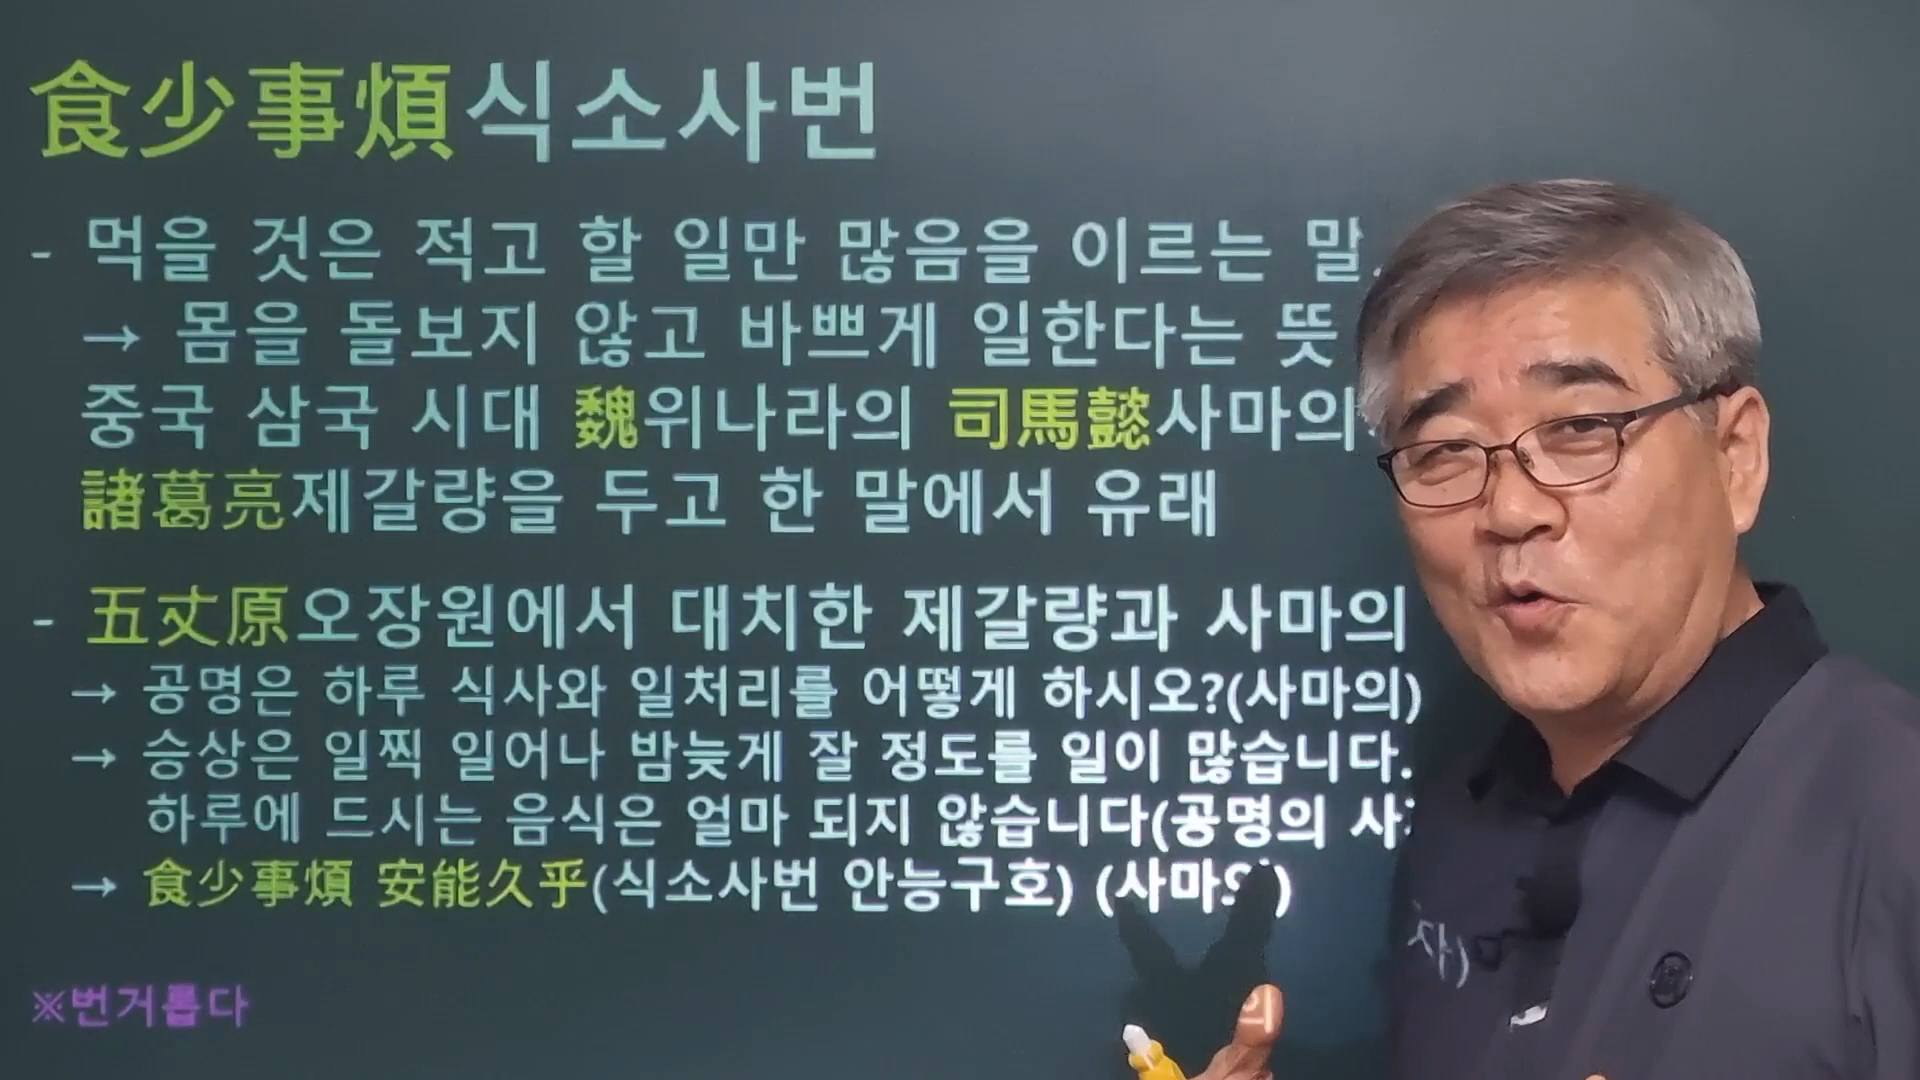 食少事煩식소사번
- 먹을 것은 적고 할 일만 많음을 이르는 말.
→ 몸을 돌보지 않고 바쁘게 일한다는 뜻
중국 삼국 시대 魏위나라의 司馬懿사마의
諸葛亮제갈량을 두고 한 말에서 유래
- 五丈原오장원에서 대치한 제갈량과 사마의
→ 공명은 하루 식사와 일처리를 어떻게 하시오?(사마의)
→ 승상은 일찍 일어나 밤늦게 잘 정도를 일이 많습니다.
하루에 드시는 음식은 얼마 되지 않습니다(공명의 사자)
→ 食少事煩 安能久乎(식소사번 안능구호) (사마의)
※번거롭다